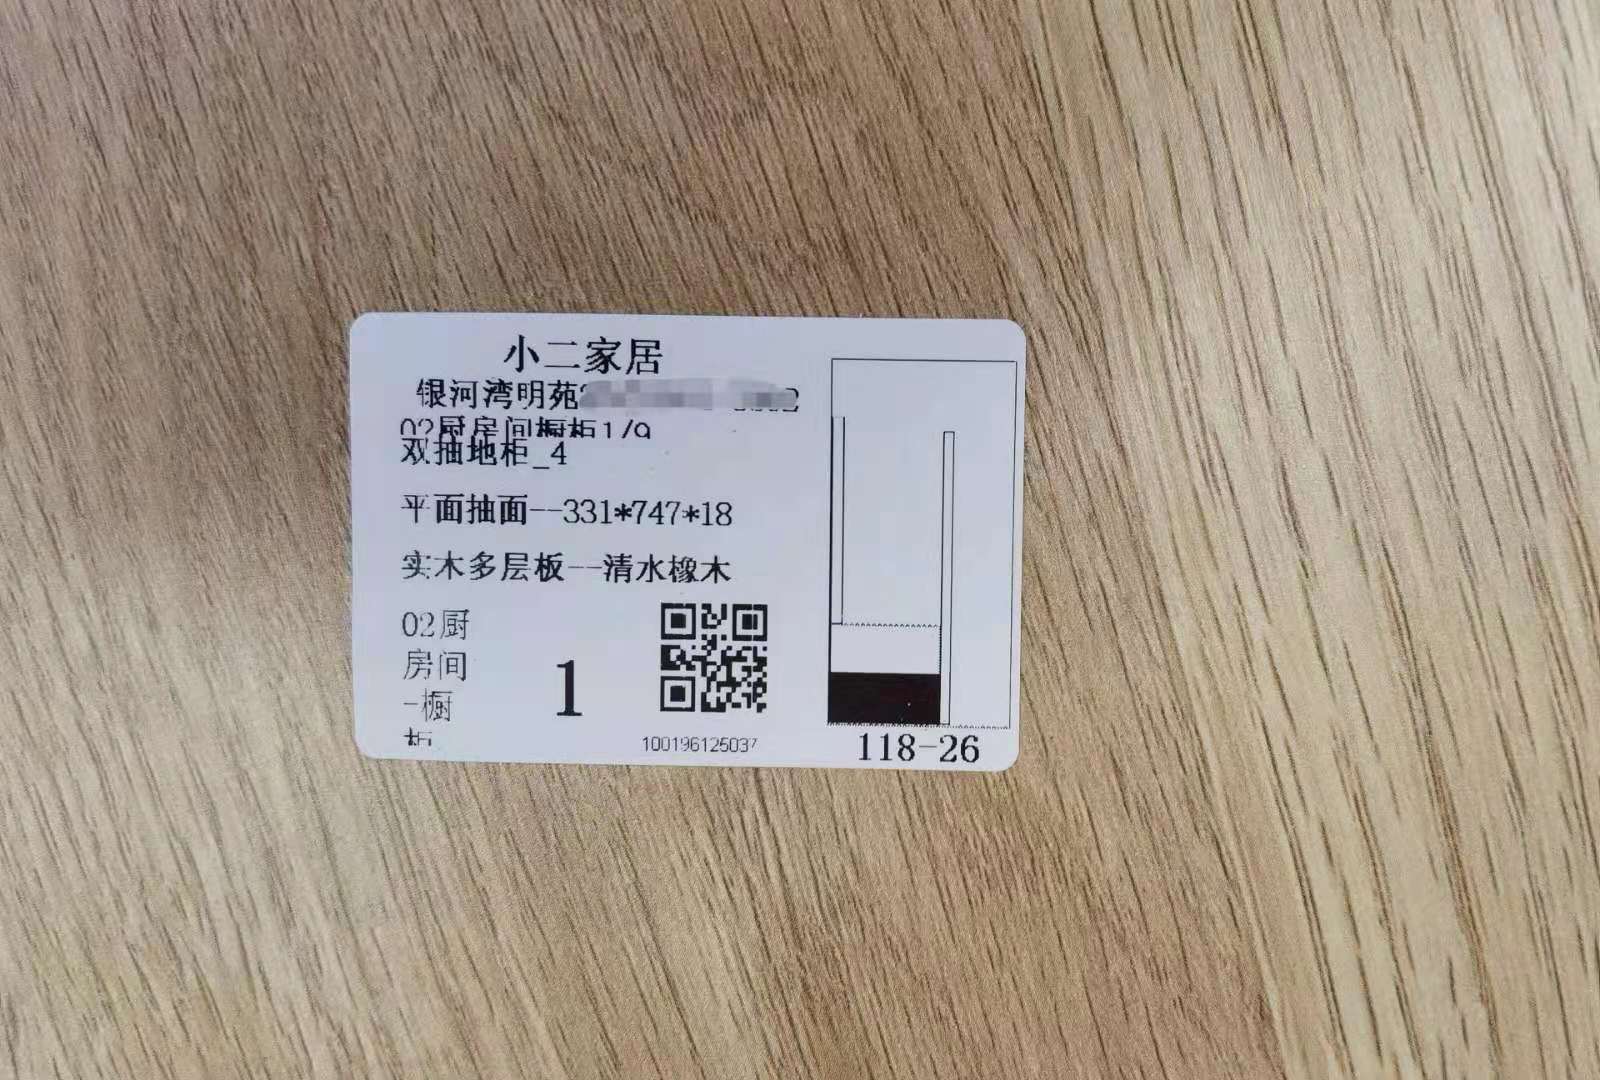 小二家居
银河湾明苑
02厨房间橱柜1/9
双抽地柜_4
平面抽面--331*747*18
实木多层板--清水橡木
02厨
房间
-橱
柜
1
100196125037
118-26